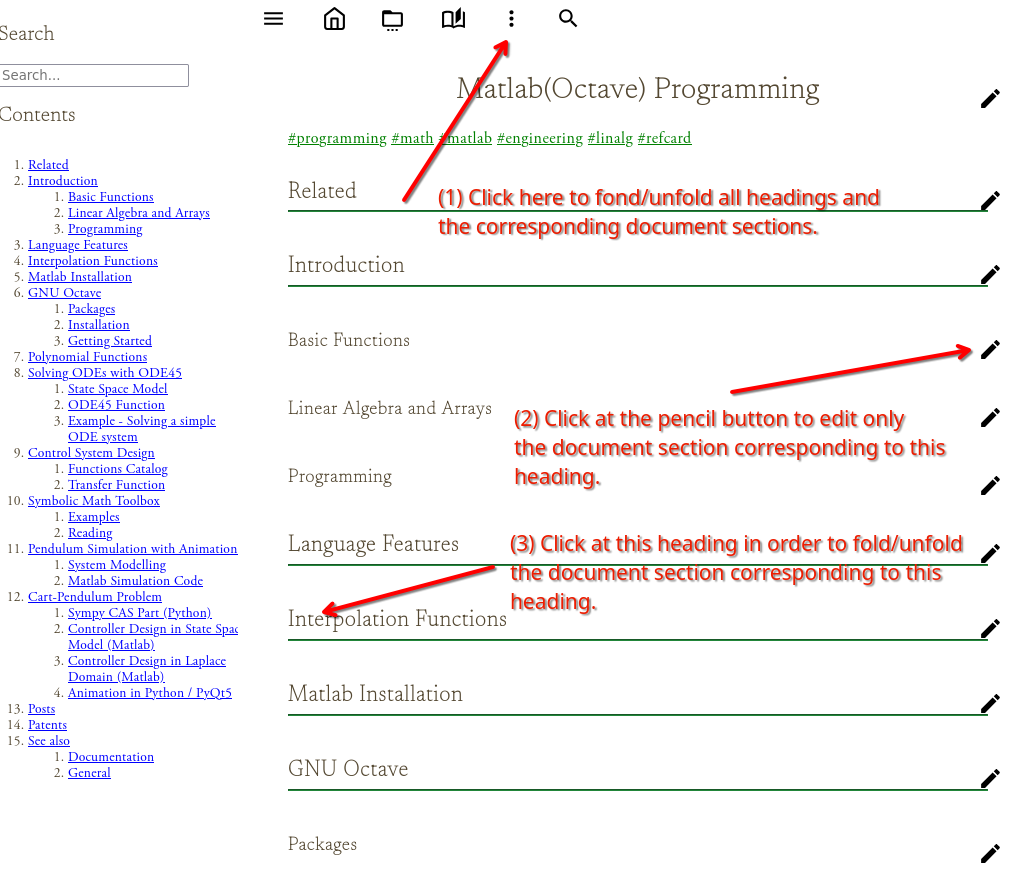 Search
Search...
Contents
1. Related
2. Introduction
1. Basic Functions
2. Linear Algebra and Arrays
3. Programming
3. Language Features
4. Interpolation Functions
5. Matlab Installation
6. GNU Octave
1. Packages
2. Installation
3. Getting Started
7. Polynomial Functions
8. Solving ODEs with ODE45
1. State Space Model
2. ODE45 Function
3. Example - Solving a simple
ODE system
9. Control System Design
1. Functions Catalog
2. Transfer Function
10. Symbolic Math Toolbox
1. Examples
2. Reading
11. Pendulum Simulation with Animation
1. System Modelling
2. Matlab Simulation Code
12. Cart-Pendulum Problem
1. Sympy CAS Part (Python)
2. Controller Design in State Spac
Model (Matlab)
3. Controller Design in Laplace
Domain (Matlab)
4. Animation in Python / PyQt5
13. Posts
14. Patents
15. See also
1. Documentation
2. General
Matlab(Octave) Programming
#programming #math #matlab #engineering #linalg #refcard
Related
(1) Click here to fond/unfold all headings and
the corresponding document sections.
Introduction
Basic Functions
Linear Algebra and Arrays
(2) Click at the pencil button to edit only
the document section corresponding to this
heading.
Programming
Language Features
(3) Click at this heading in order to fold/unfold
the document section corresponding to this
heading.
Interpolation Functions
Matlab Installation
GNU Octave
Packages